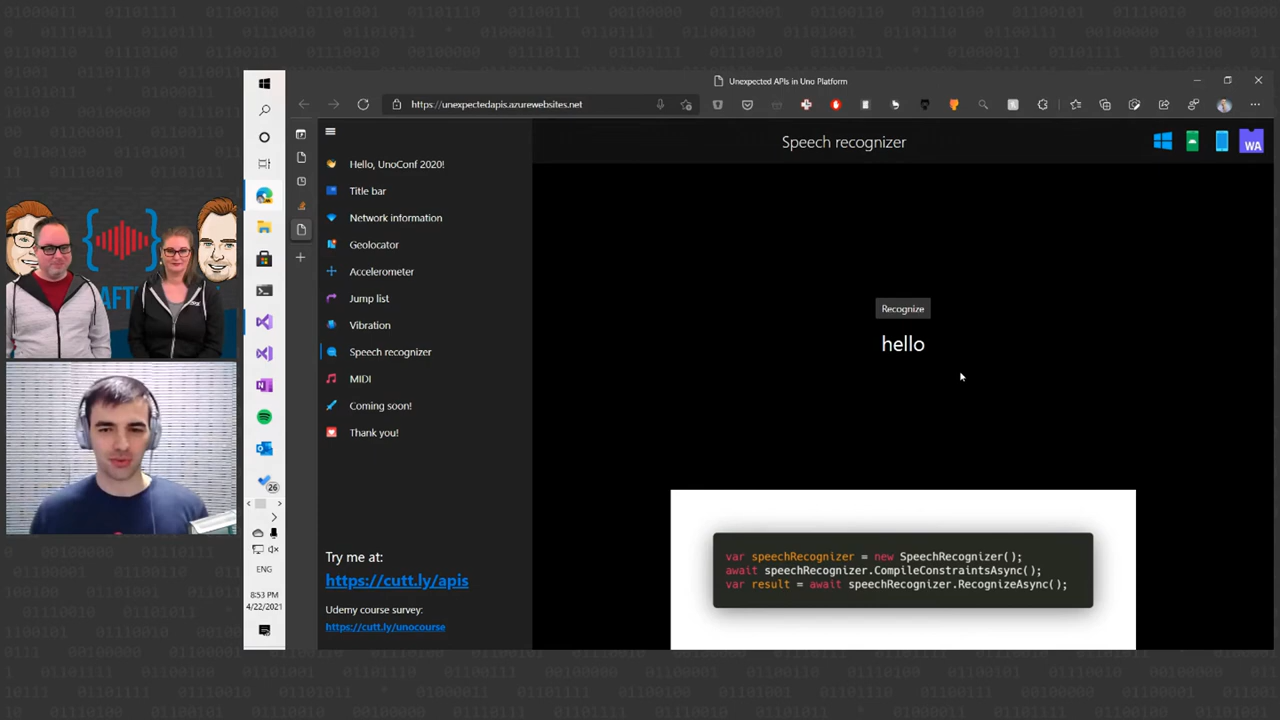 Unexpected APIs in Uno Platform
https://unexpectedapis.azurewebsites.net
Speech recognizer
WA
Hello, UnoConf 2020!
Title bar
Network information
Geolocator
Accelerometer
Jump list
Vibration
Speech recognizer
MIDI
Coming soon!
Thank you!
Recognize
hello
var speechRecognizer = new SpeechRecognizer();
await speechRecognizer.CompileConstraintsAsync();
var result = await speechRecognizer.RecognizeAsync();
Try me at:
https://cutt.ly/apis
Udemy course survey:
https://cutt.ly/unocourse
26
ENG
8:53 PM
4/22/2021